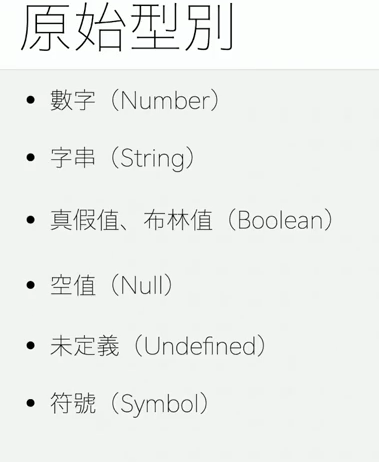 原始型別
• 數字（Number）
• 字串（String）
• 真假值、布林值（Boolean）
• 空值（Null）
• 未定義（Undefined）
• 符號（Symbol）